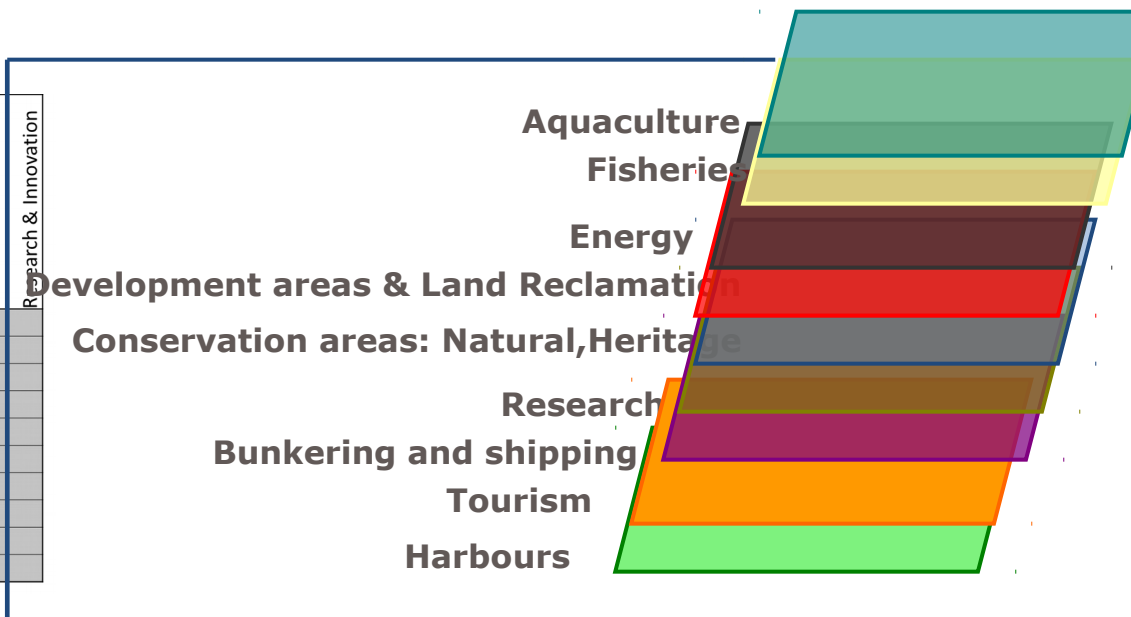 Research & Innovation
Aquaculture
Fisheries
Energy
Development areas & Land Reclamation
Conservation areas: Natural,Heritage
Research
Bunkering and shipping
Tourism
Harbours